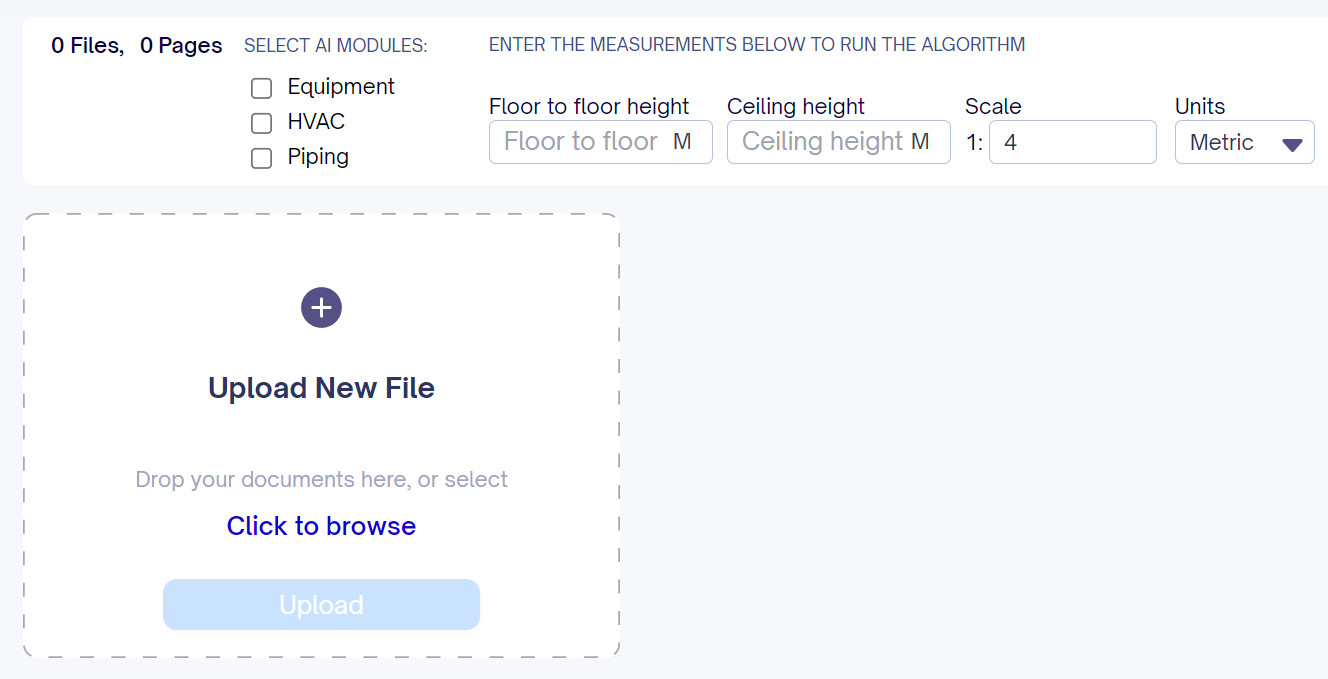 0 Files, 0 Pages
SELECT AI MODULES:
Equipment
HVAC
Piping
ENTER THE MEASUREMENTS BELOW TO RUN THE ALGORITHM
Floor to floor height
Floor to floor M
Ceiling height
Ceiling height M
Scale
1: 4
Units
Metric
Upload New File
Drop your documents here, or select
Click to browse
Upload